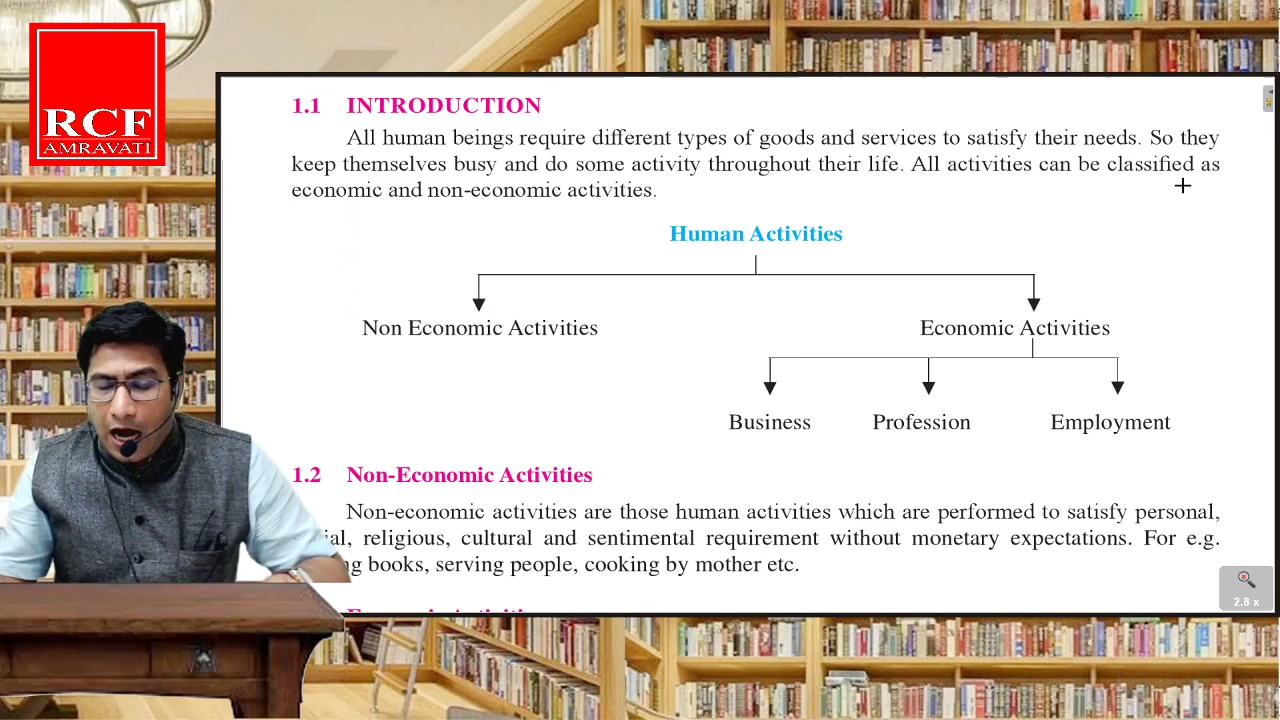 RCF
AMRAVATI
1.1 INTRODUCTION
All human beings require different types of goods and services to satisfy their needs. So they
keep themselves busy and do some activity throughout their life. All activities can be classified as
economic and non-economic activities.
Human Activities
Non Economic Activities
Economic Activities
Business
Profession
Employment
1.2 Non-Economic Activities
Non-economic activities are those human activities which are performed to satisfy personal,
religious, cultural and sentimental requirement without monetary expectations. For e.g.
books, serving people, cooking by mother etc.
2.8 x